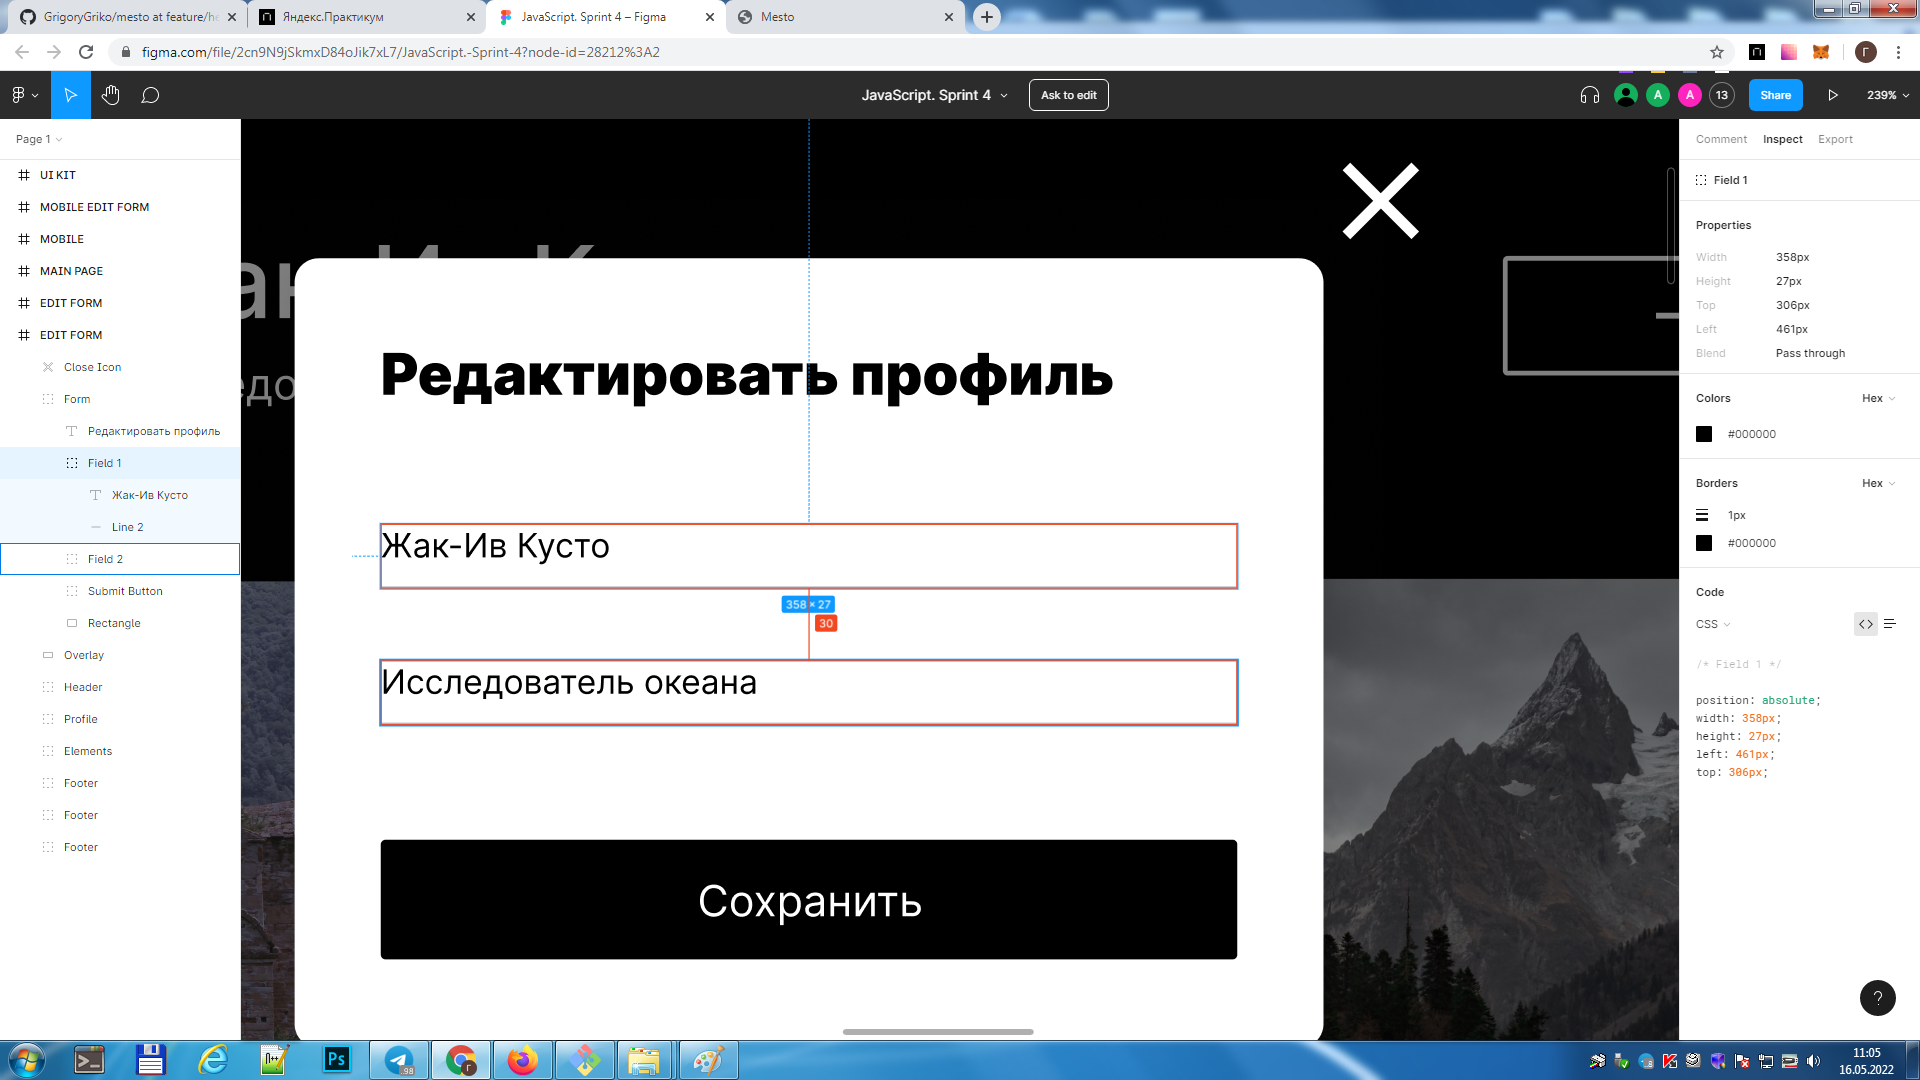 GrigoryGriko/mesto at feature/he
Яндекс.Практикум
JavaScript. Sprint 4 – Figma
Mesto
figma.com/file/2cn9N9jSkmxD84oJik7xL7/JavaScript.-Sprint-4?node-id=28212%3A2
Г
JavaScript. Sprint 4
Ask to edit
A
A
13
Share
239%
Page 1
UI KIT
MOBILE EDIT FORM
MOBILE
MAIN PAGE
EDIT FORM
EDIT FORM
Close Icon
Form
Редактировать профиль
Field 1
Жак-Ив Кусто
Line 2
Field 2
Submit Button
Rectangle
Overlay
Header
Profile
Elements
Footer
Footer
Footer
Редактировать профиль
Жак-Ив Кусто
358 × 27
30
Исследователь океана
Сохранить
Comment
Inspect
Export
Field 1
Properties
Width 358px
Height 27px
Top 306px
Left 461px
Blend Pass through
Colors Hex
#000000
Borders Hex
1px
#000000
Code
CSS
/* Field 1 */
position: absolute;
width: 358px;
height: 27px;
left: 461px;
top: 306px;
?
Ps
98
11:05
16.05.2022